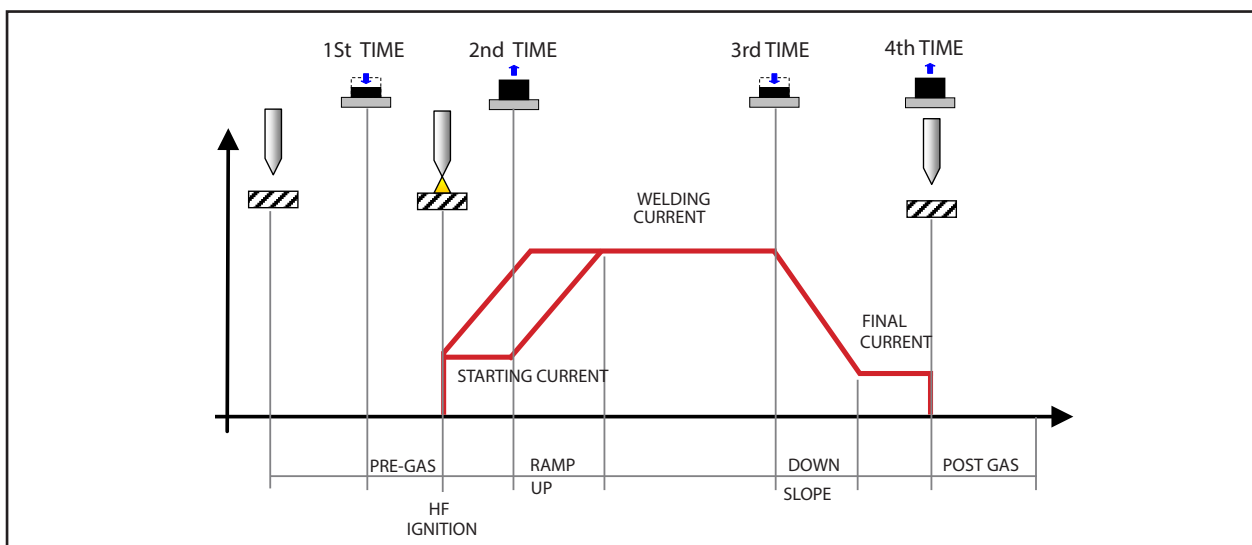 1St TIME
2nd TIME
3rd TIME
4th TIME
WELDING
CURRENT
FINAL
CURRENT
STARTING CURRENT
PRE-GAS
RAMP
UP
DOWN
SLOPE
POST GAS
HF
IGNITION